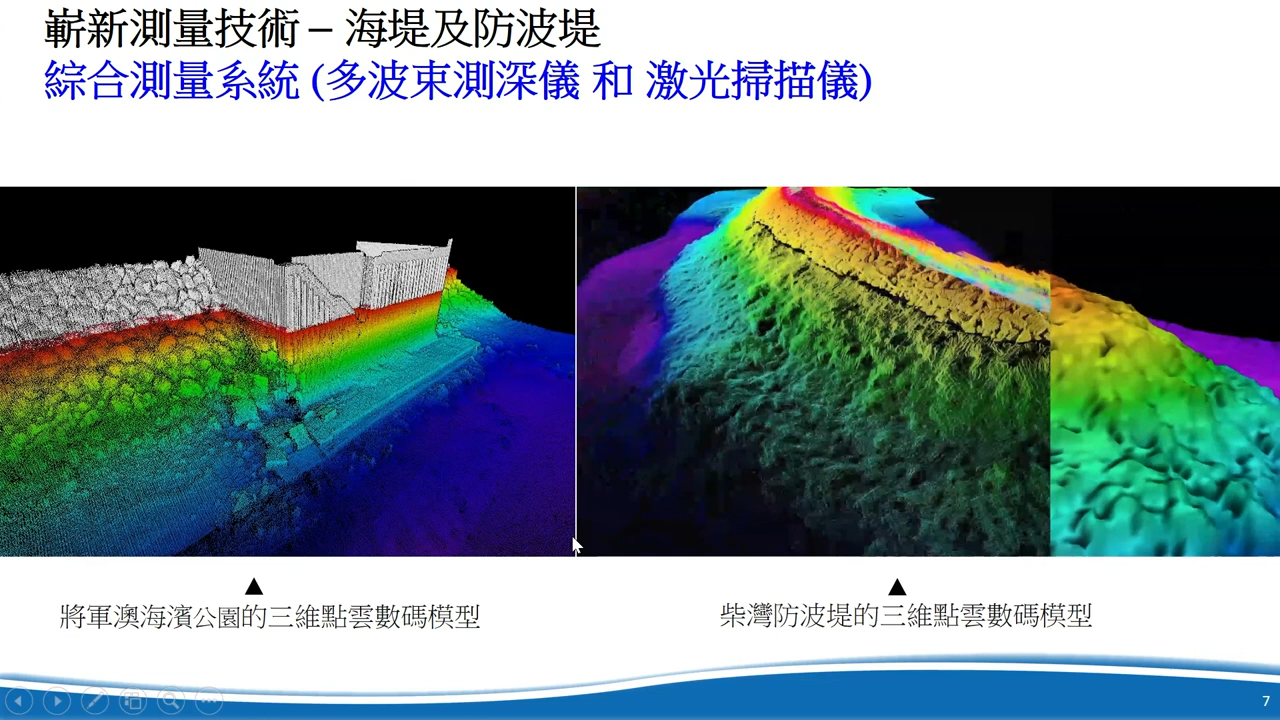 嶄新測量技術 – 海堤及防波堤
綜合測量系統 (多波束測深儀 和 激光掃描儀)
▲
將軍澳海濱公園的三維點雲數碼模型
▲
柴灣防波堤的三維點雲數碼模型
7